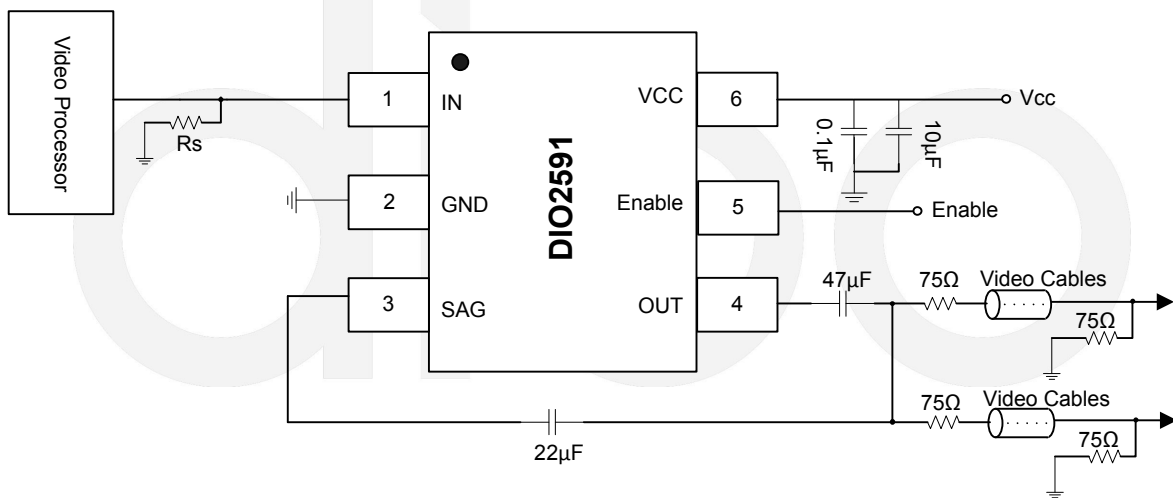 Video Processor
Rs
1
IN
2
GND
3
SAG
DIO2591
VCC
6
Enable
5
OUT
4
0.1µF
10µF
Vcc
Enable
47µF
75Ω
Video Cables
75Ω
22µF
75Ω
Video Cables
75Ω
dioo